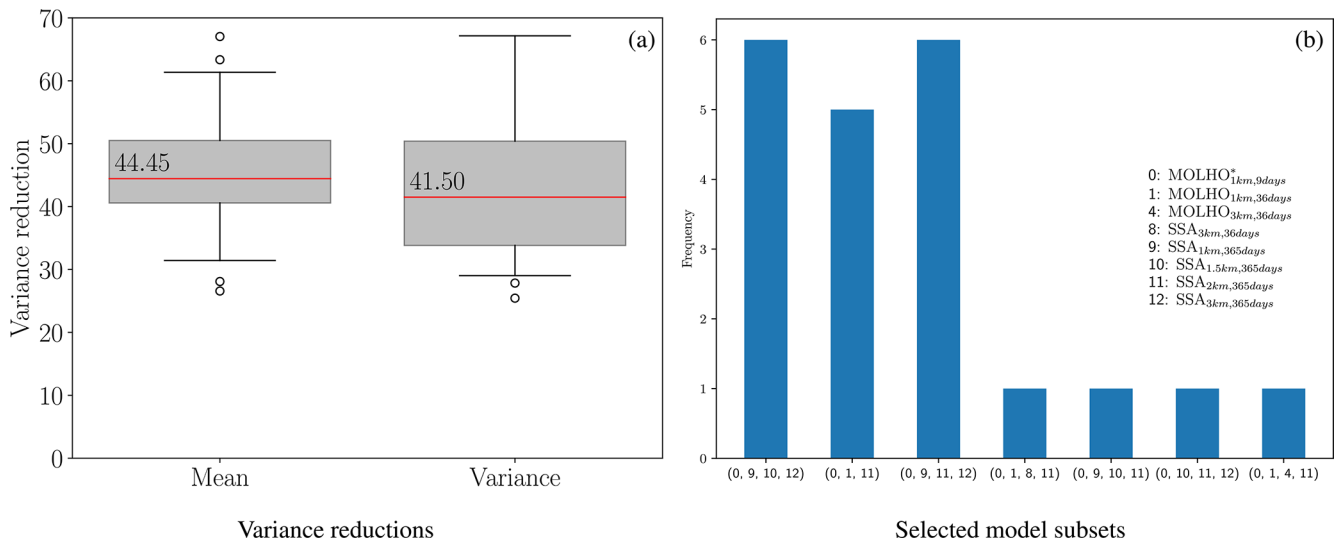 70
60
50
40
30
20
10
0
Variance reduction
(a)
44.45
41.50
Mean
Variance
Variance reductions
6
5
4
3
2
1
0
Frequency
(b)
0: MOLHO*1km,9days
1: MOLHO1km,36days
4: MOLHO3km,36days
8: SSA3km,36days
9: SSA1km,365days
10: SSA1.5km,365days
11: SSA2km,365days
12: SSA3km,365days
(0, 9, 10, 12)
(0, 1, 11)
(0, 9, 11, 12)
(0, 1, 8, 11)
(0, 9, 10, 11)
(0, 10, 11, 12)
(0, 1, 4, 11)
Selected model subsets